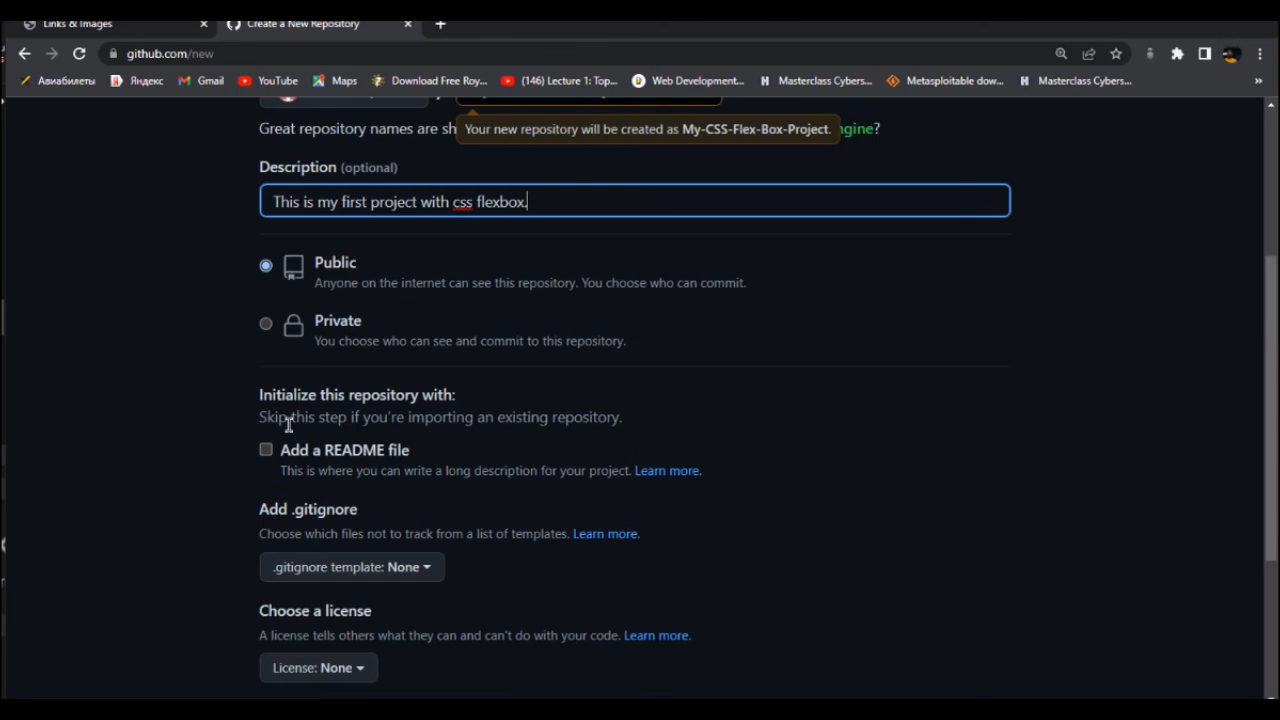 Links & Images
Create a New Repository
github.com/new
Авиабилеты
Яндекс
Gmail
YouTube
Maps
Download Free Roy...
(146) Lecture 1: Top...
Web Development...
Masterclass Cybers...
Metasploitable dow...
Masterclass Cybers...
»
Great repository names are sh
Your new repository will be created as My-CSS-Flex-Box-Project.
ngine?
Description (optional)
This is my first project with css flexbox.
Public
Anyone on the internet can see this repository. You choose who can commit.
Private
You choose who can see and commit to this repository.
Initialize this repository with:
Skip this step if you're importing an existing repository.
Add a README file
This is where you can write a long description for your project. Learn more.
Add .gitignore
Choose which files not to track from a list of templates. Learn more.
.gitignore template: None
Choose a license
A license tells others what they can and can't do with your code. Learn more.
License: None